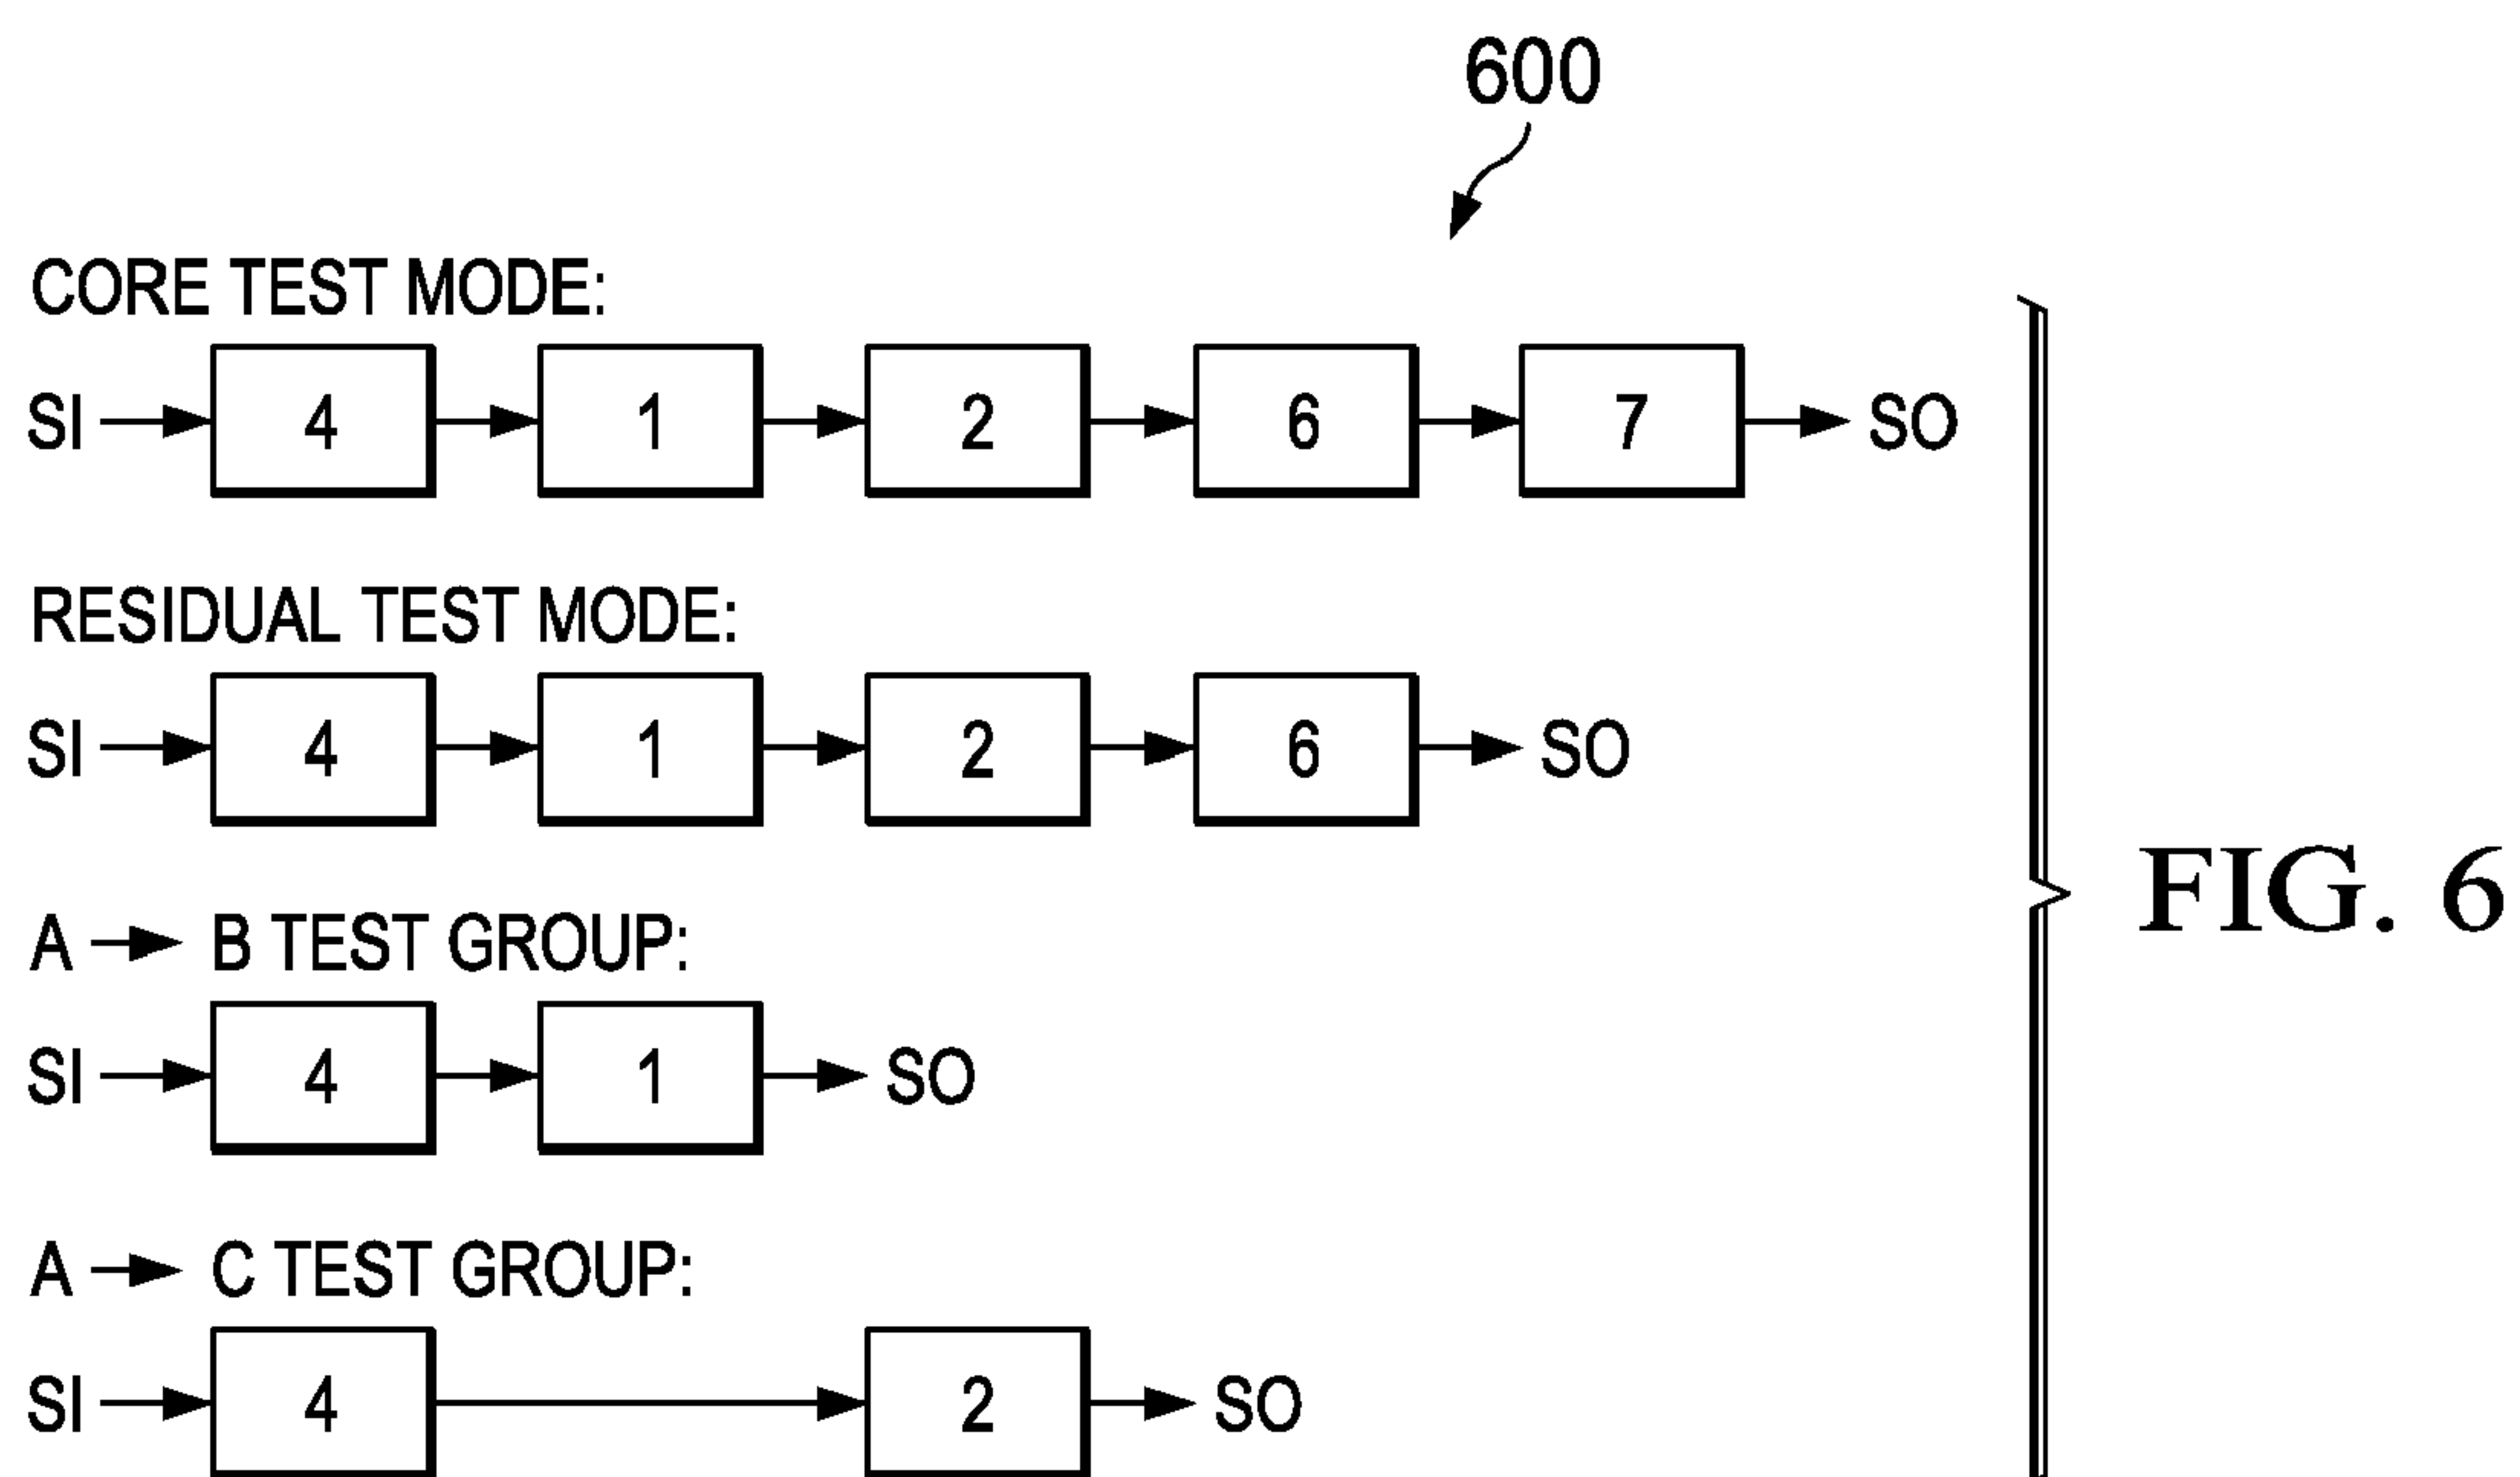 600
CORE TEST MODE:
SI 4 1 2 6 7 SO
RESIDUAL TEST MODE:
SI 4 1 2 6 SO
A → B TEST GROUP:
SI 4 1 SO
A → C TEST GROUP:
SI 4 2 SO
FIG. 6